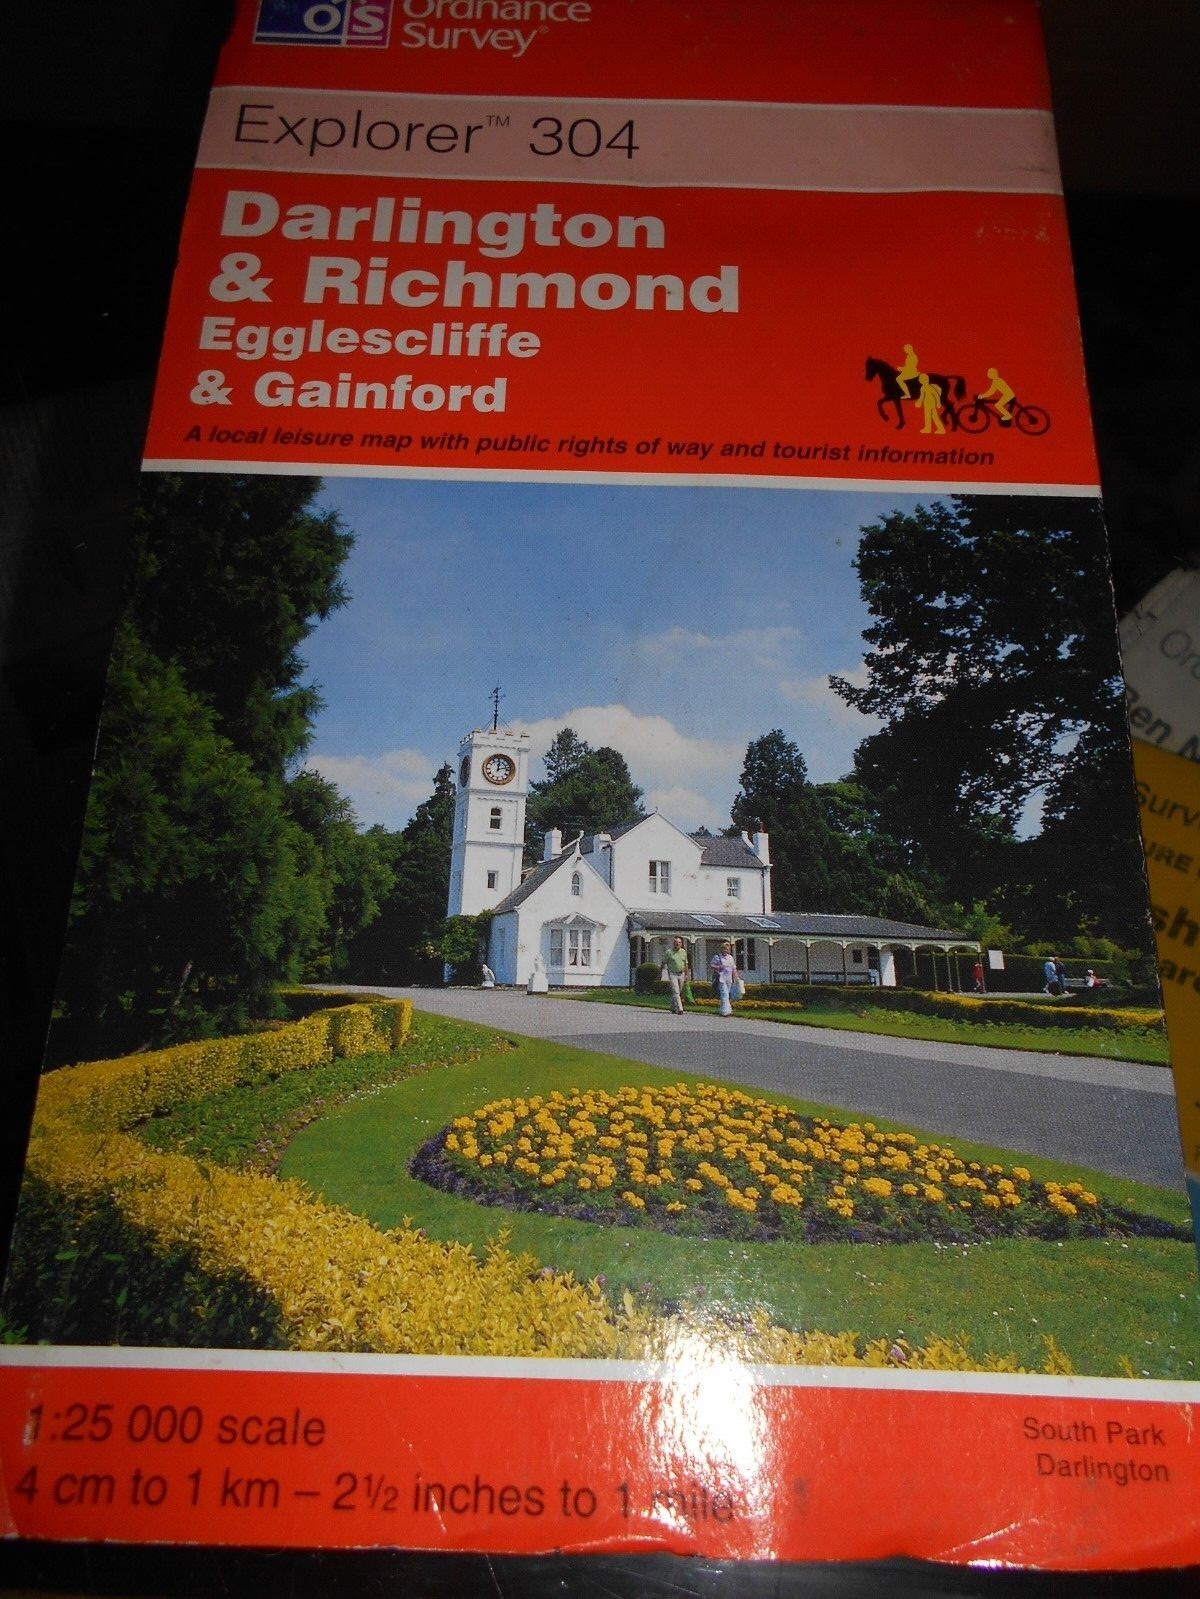 OS
Ordnance
Survey®
Explorer™ 304
Darlington
& Richmond
Egglescliffe
& Gainford
A local leisure map with public rights of way and tourist information
1:25 000 scale
4 cm to 1 km – 2½ inches to 1 mile
South Park
Darlington